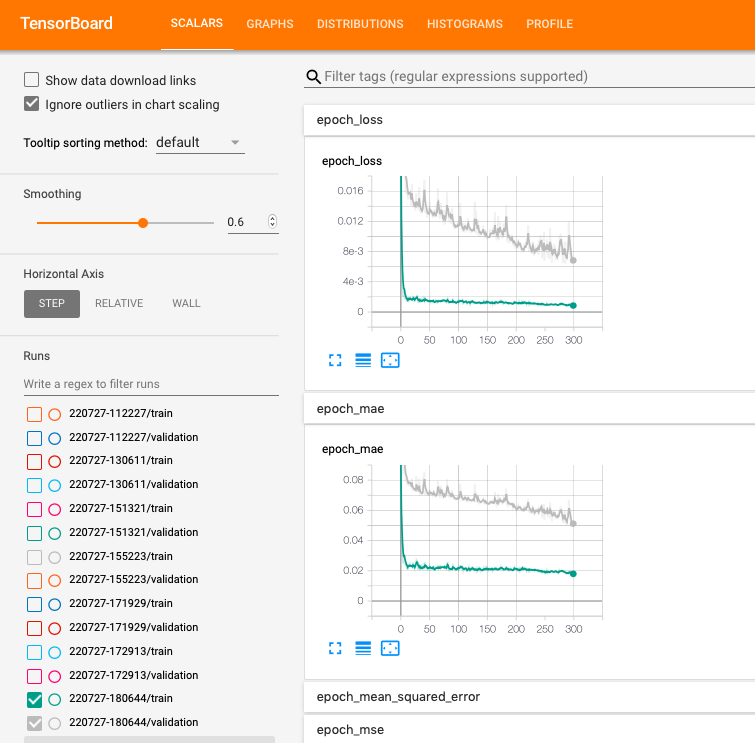 TensorBoard SCALARS GRAPHS DISTRIBUTIONS HISTOGRAMS PROFILE
Show data download links
Ignore outliers in chart scaling
Tooltip sorting method: default
Smoothing
0.6
Horizontal Axis
STEP RELATIVE WALL
Runs
Write a regex to filter runs
220727-112227/train
220727-112227/validation
220727-130611/train
220727-130611/validation
220727-151321/train
220727-151321/validation
220727-155223/train
220727-155223/validation
220727-171929/train
220727-171929/validation
220727-172913/train
220727-172913/validation
220727-180644/train
220727-180644/validation
Filter tags (regular expressions supported)
epoch_loss
epoch_loss
0.016
0.012
8e-3
4e-3
0
0 50 100 150 200 250 300
epoch_mae
epoch_mae
0.08
0.06
0.04
0.02
0
0 50 100 150 200 250 300
epoch_mean_squared_error
epoch_mse